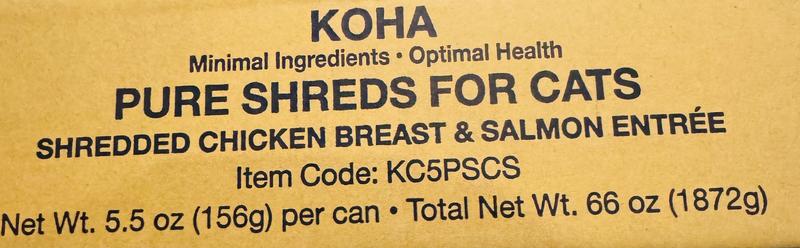 KOHA
Minimal Ingredients • Optimal Health
PURE SHREDS FOR CATS
SHREDDED CHICKEN BREAST & SALMON ENTRÉE
Item Code: KC5PSCS
Net Wt. 5.5 oz (156g) per can • Total Net Wt. 66 oz (1872g)